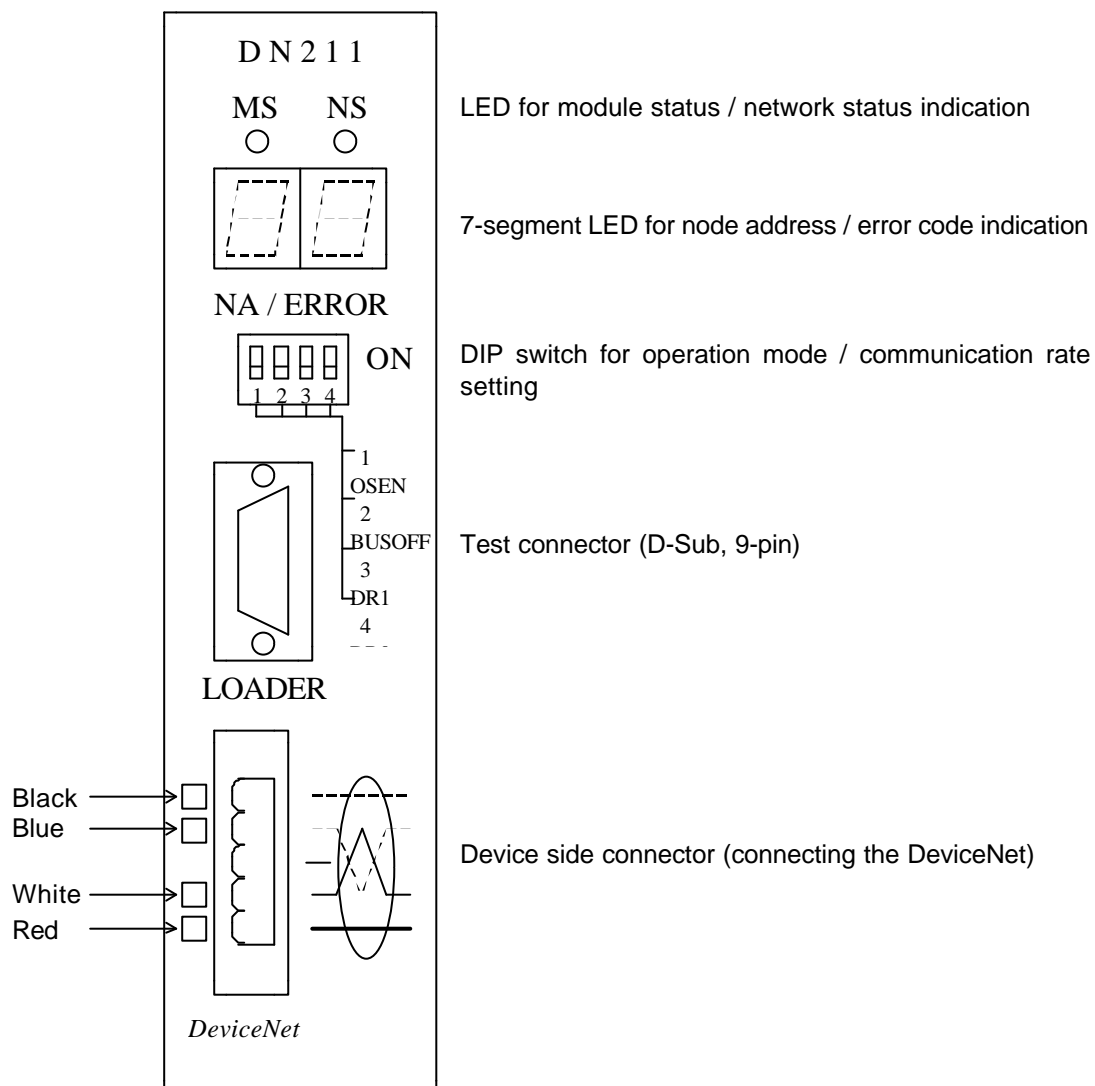 D N 2 1 1
MS NS
LED for module status / network status indication
7-segment LED for node address / error code indication
NA / ERROR
ON
DIP switch for operation mode / communication rate
setting
1 2 3 4
1
OSEN
2
BUSOFF
3
DR1
4
Test connector (D-Sub, 9-pin)
LOADER
Black
Blue
White
Red
Device side connector (connecting the DeviceNet)
DeviceNet